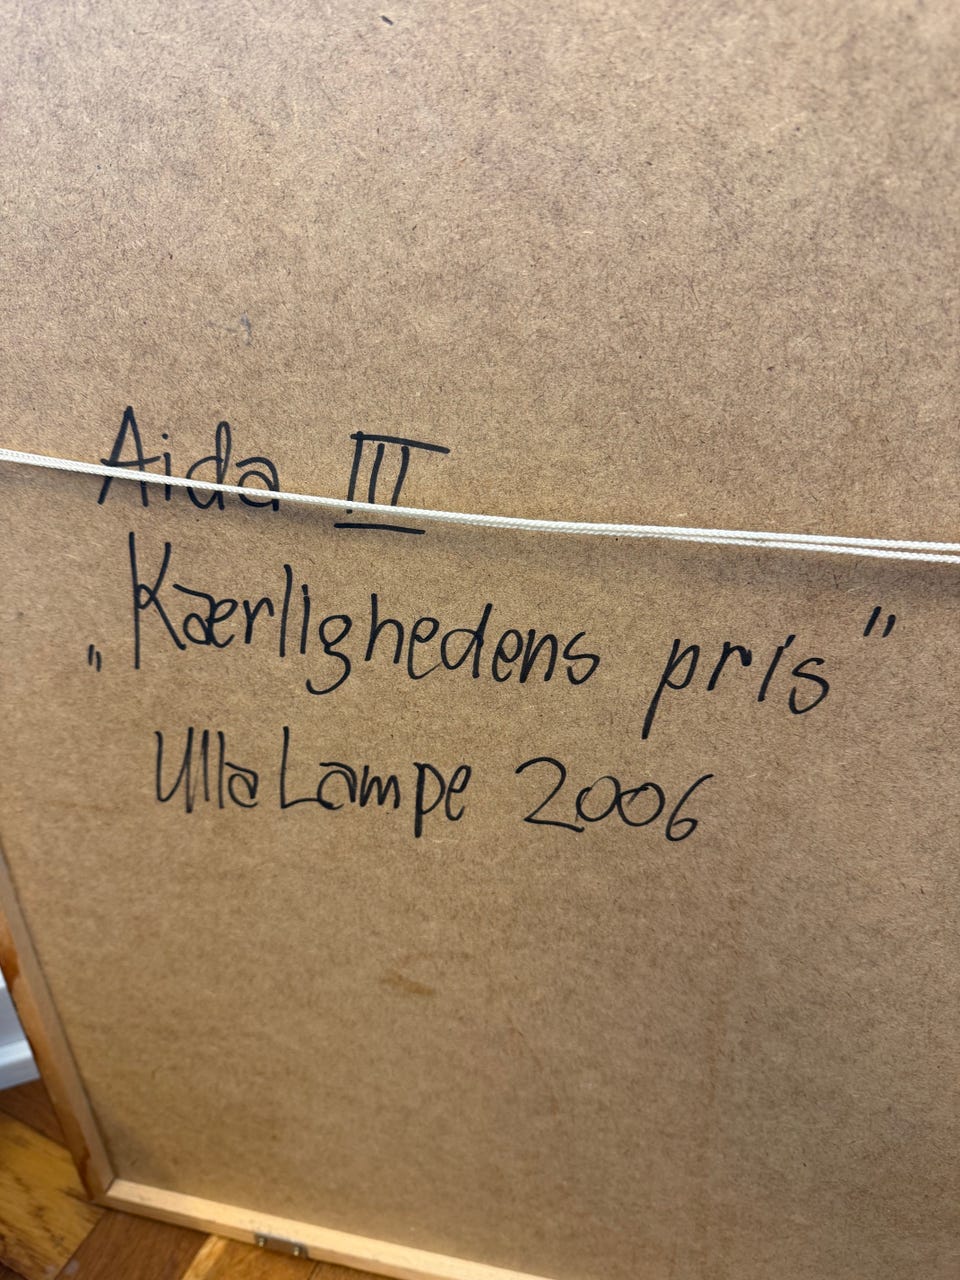 Aida III
„Kærlighedens pris"
Ulla Lampe 2006